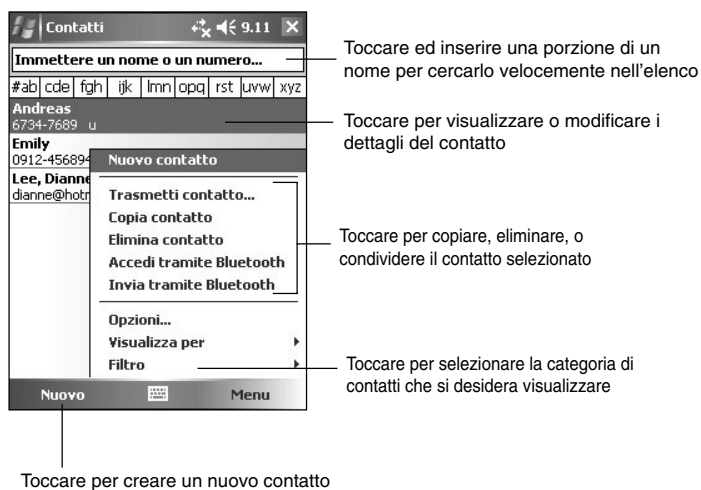 Contatti 9.11
Immettere un nome o un numero...
#ab cde fgh ijk lmn opq rst uvw xyz
Andreas
6734-7689 u
Emily
0912-456894
Lee, Dianne
dianne@hotr
Nuovo contatto
Trasmetti contatto...
Copia contatto
Elimina contatto
Accedi tramite Bluetooth
Invia tramite Bluetooth
Opzioni...
Visualizza per
Filtro
Nuovo Menu
Toccare ed inserire una porzione di un
nome per cercarlo velocemente nell'elenco
Toccare per visualizzare o modificare i
dettagli del contatto
Toccare per copiare, eliminare, o
condividere il contatto selezionato
Toccare per selezionare la categoria di
contatti che si desidera visualizzare
Toccare per creare un nuovo contatto